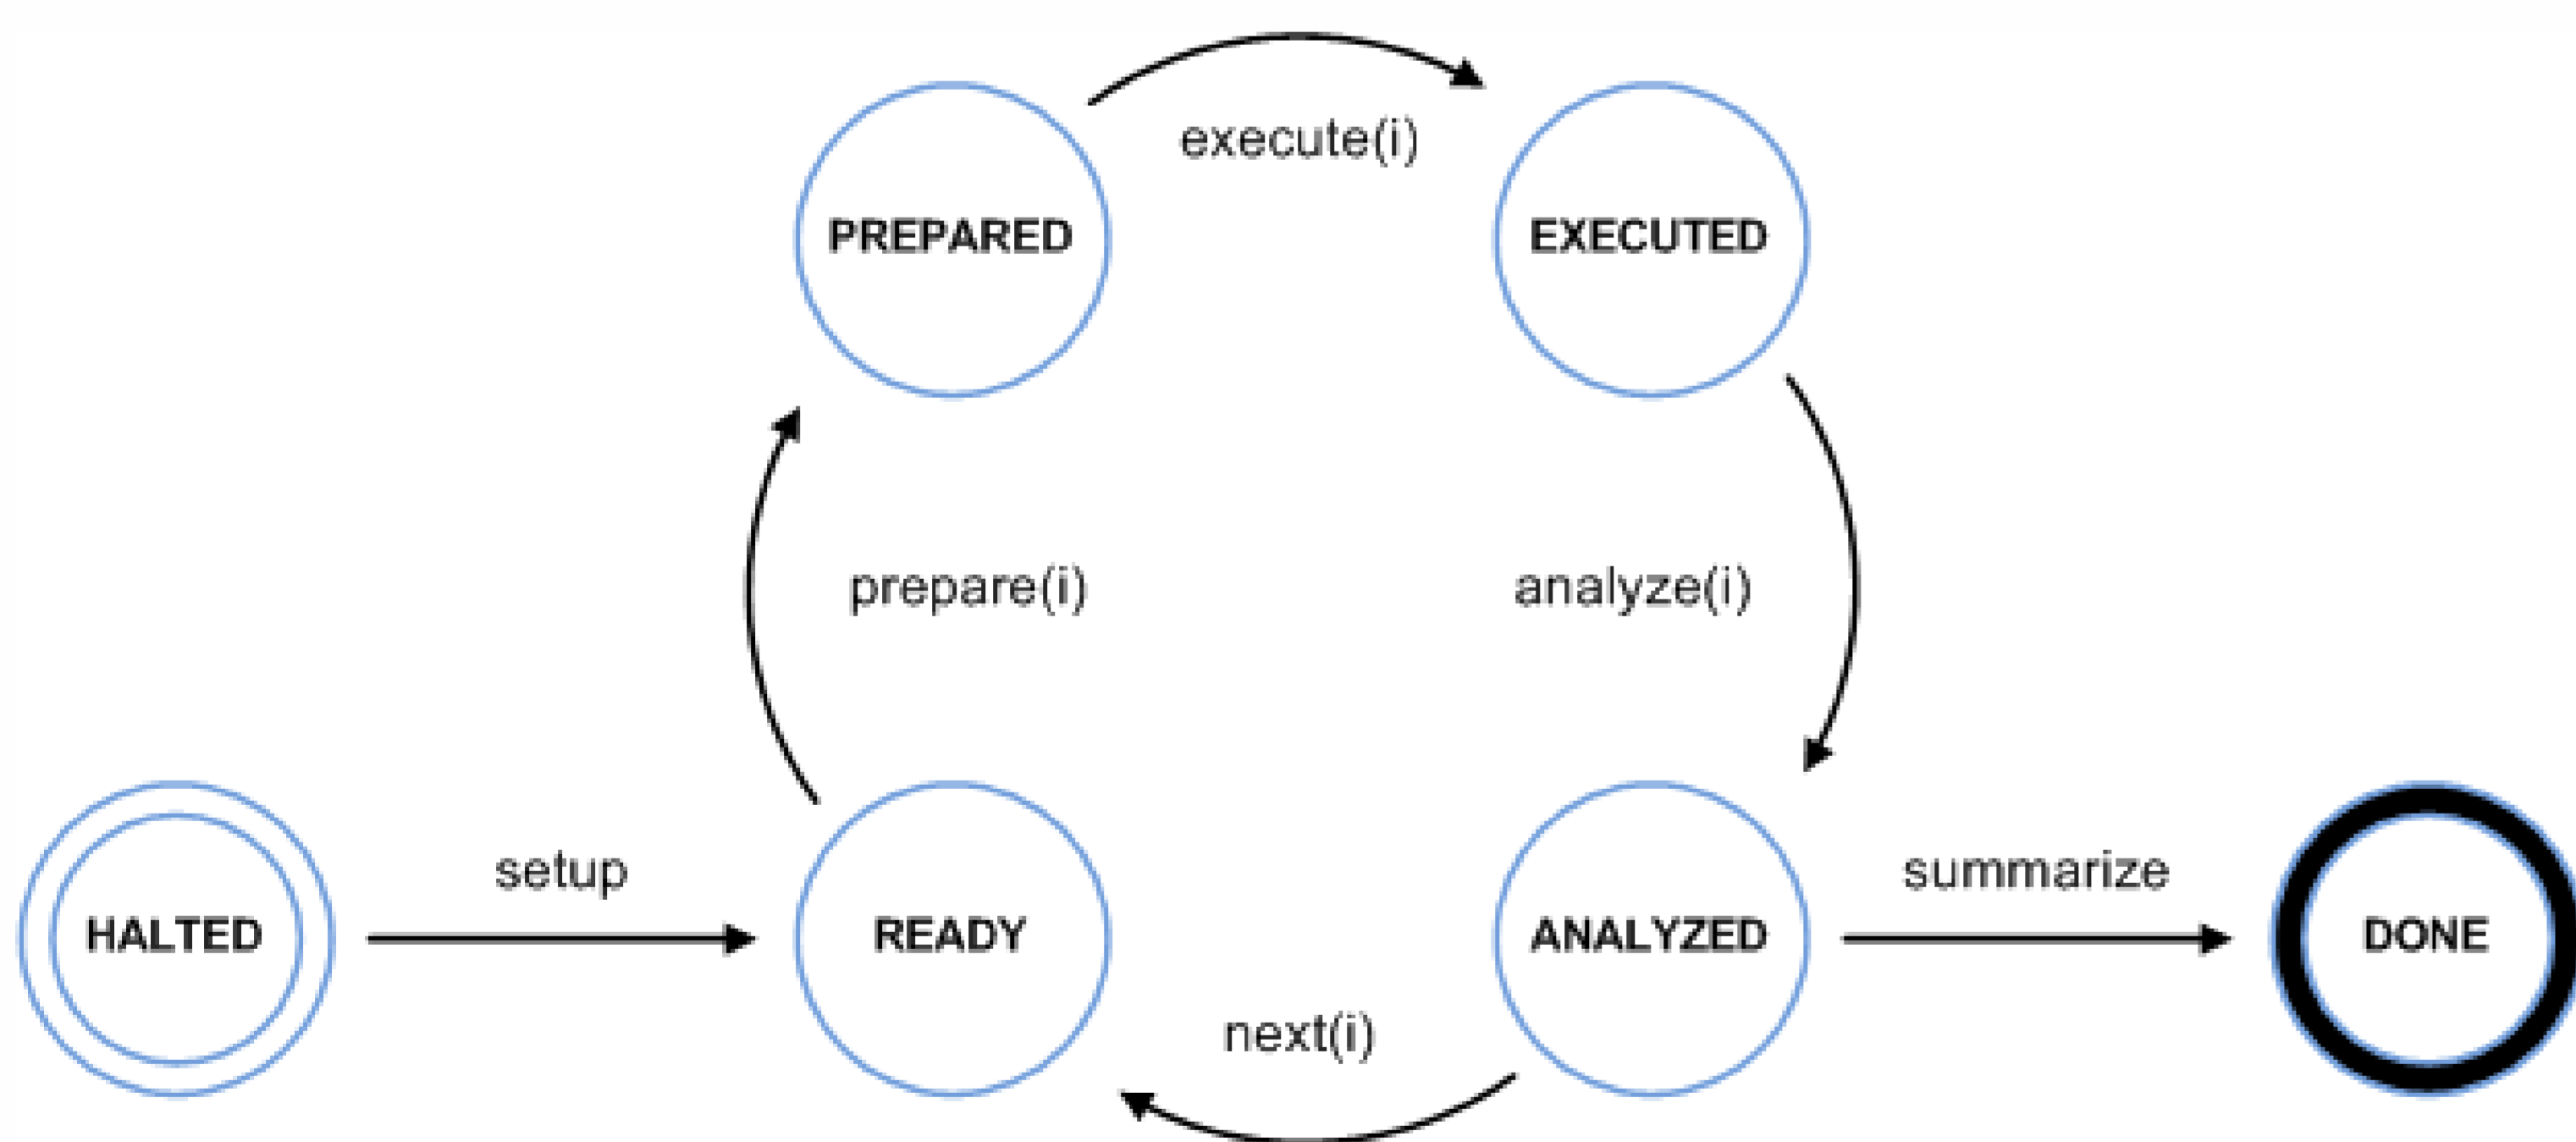 execute(i)
PREPARED
EXECUTED
prepare(i)
analyze(i)
setup
summarize
HALTED
READY
ANALYZED
DONE
next(i)